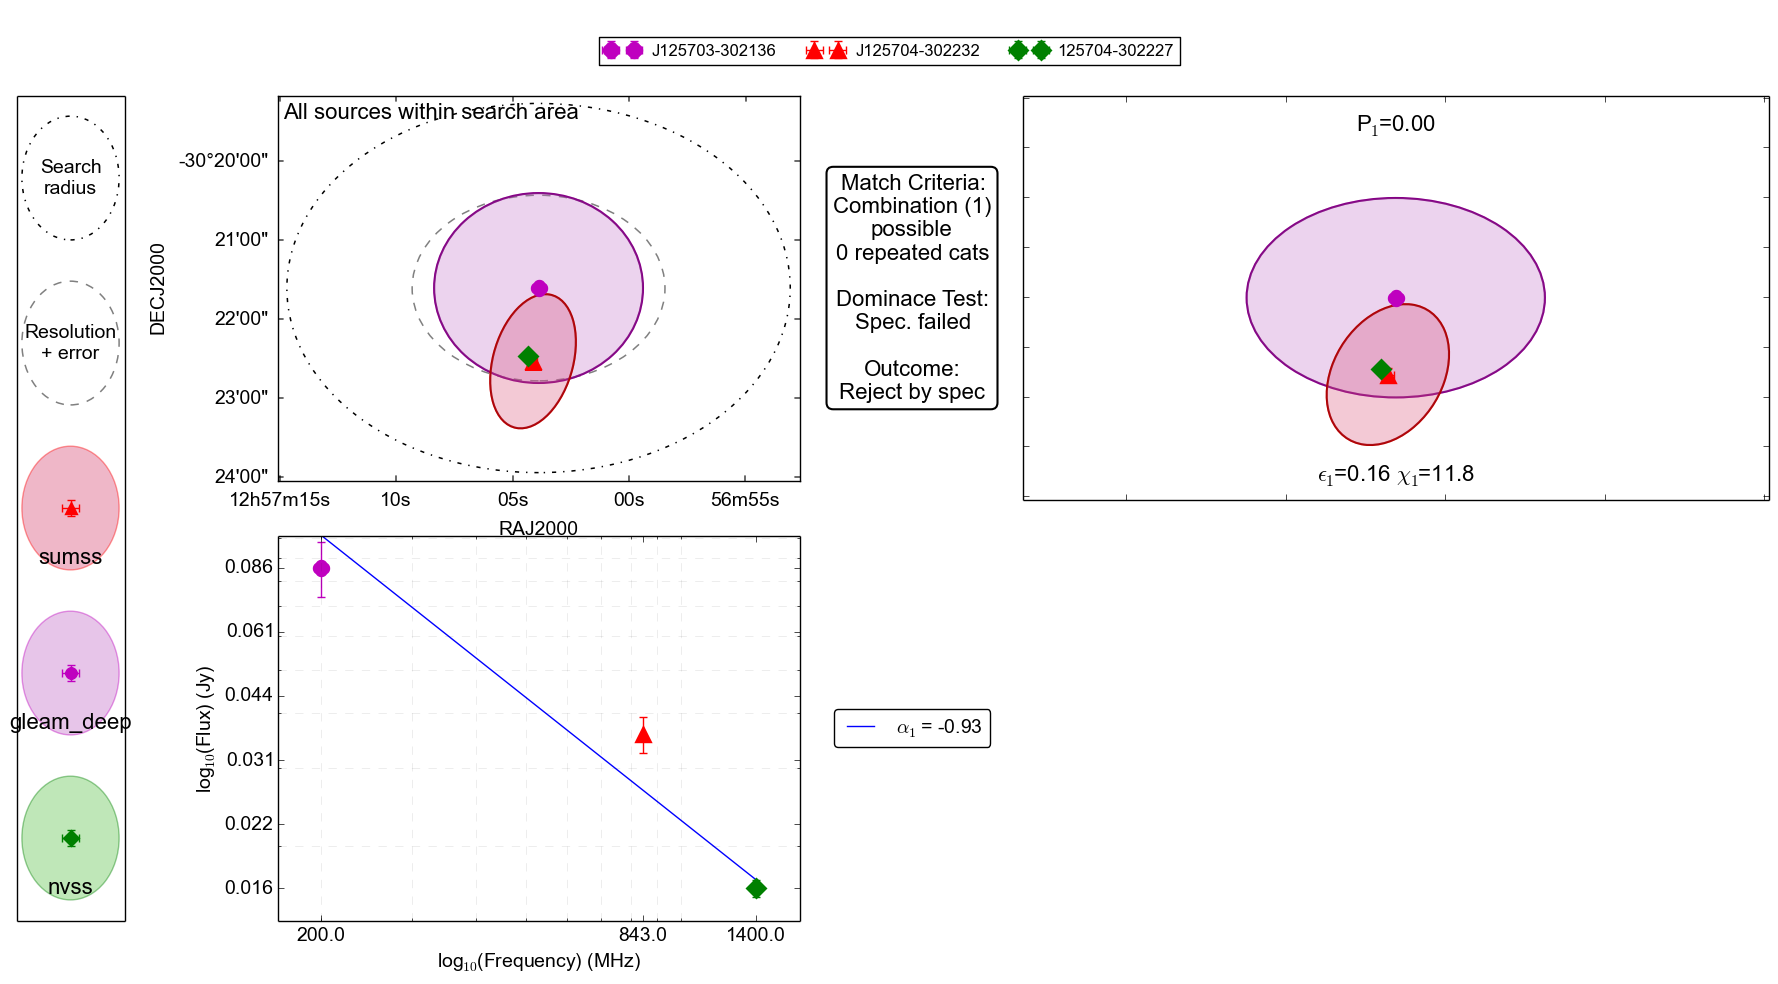 J125703-302136
J125704-302232
125704-302227
Search
radius
Resolution
+ error
sumss
gleam_deep
nvss
All sources within search area
DECJ2000
-30°20'00"
21'00"
22'00"
23'00"
24'00"
12h57m15s
10s
05s
00s
56m55s
RAJ2000
Match Criteria:
Combination (1)
possible
0 repeated cats
Dominace Test:
Spec. failed
Outcome:
Reject by spec
P₁=0.00
ϵ₁=0.16 χ₁=11.8
log₁₀(Flux) (Jy)
0.086
0.061
0.044
0.031
0.022
0.016
200.0
843.0
1400.0
log₁₀(Frequency) (MHz)
α₁ = -0.93